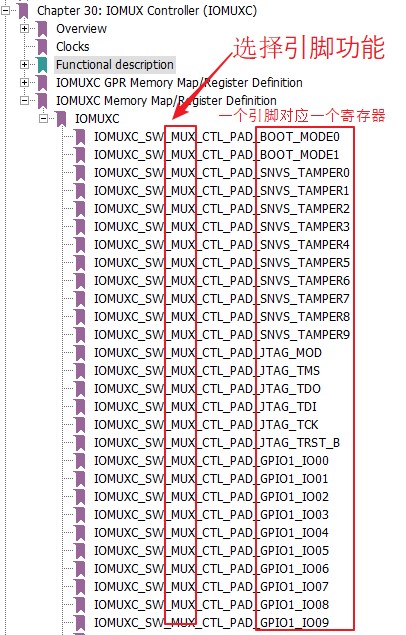 Chapter 30: IOMUX Controller (IOMUXC)
Overview
选择引脚功能
Clocks
Functional description
IOMUXC GPR Memory Map/Register Definition
IOMUXC Memory Map/Register Definition
IOMUXC
一个引脚对应一个寄存器
IOMUXC_SW_MUX_CTL_PAD_BOOT_MODE0
IOMUXC_SW_MUX_CTL_PAD_BOOT_MODE1
IOMUXC_SW_MUX_CTL_PAD_SNVS_TAMPER0
IOMUXC_SW_MUX_CTL_PAD_SNVS_TAMPER1
IOMUXC_SW_MUX_CTL_PAD_SNVS_TAMPER2
IOMUXC_SW_MUX_CTL_PAD_SNVS_TAMPER3
IOMUXC_SW_MUX_CTL_PAD_SNVS_TAMPER4
IOMUXC_SW_MUX_CTL_PAD_SNVS_TAMPER5
IOMUXC_SW_MUX_CTL_PAD_SNVS_TAMPER6
IOMUXC_SW_MUX_CTL_PAD_SNVS_TAMPER7
IOMUXC_SW_MUX_CTL_PAD_SNVS_TAMPER8
IOMUXC_SW_MUX_CTL_PAD_SNVS_TAMPER9
IOMUXC_SW_MUX_CTL_PAD_JTAG_MOD
IOMUXC_SW_MUX_CTL_PAD_JTAG_TMS
IOMUXC_SW_MUX_CTL_PAD_JTAG_TDO
IOMUXC_SW_MUX_CTL_PAD_JTAG_TDI
IOMUXC_SW_MUX_CTL_PAD_JTAG_TCK
IOMUXC_SW_MUX_CTL_PAD_JTAG_TRST_B
IOMUXC_SW_MUX_CTL_PAD_GPIO1_IO00
IOMUXC_SW_MUX_CTL_PAD_GPIO1_IO01
IOMUXC_SW_MUX_CTL_PAD_GPIO1_IO02
IOMUXC_SW_MUX_CTL_PAD_GPIO1_IO03
IOMUXC_SW_MUX_CTL_PAD_GPIO1_IO04
IOMUXC_SW_MUX_CTL_PAD_GPIO1_IO05
IOMUXC_SW_MUX_CTL_PAD_GPIO1_IO06
IOMUXC_SW_MUX_CTL_PAD_GPIO1_IO07
IOMUXC_SW_MUX_CTL_PAD_GPIO1_IO08
IOMUXC_SW_MUX_CTL_PAD_GPIO1_IO09